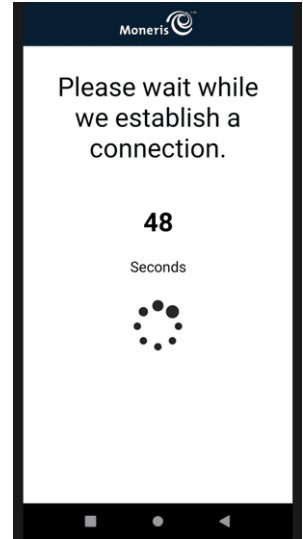 Moneris
Please wait while
we establish a
connection.
48
Seconds